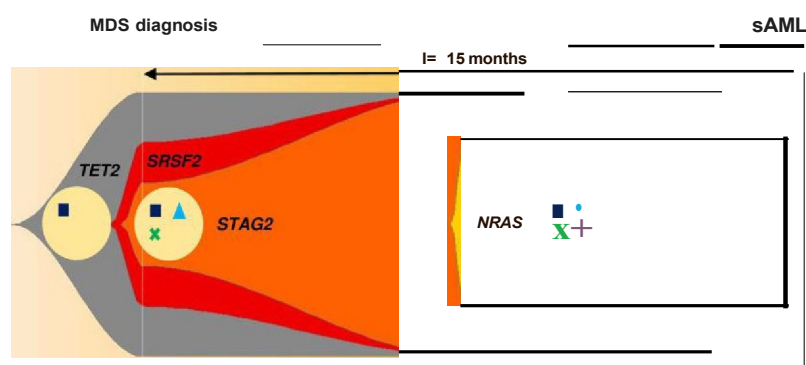 MDS diagnosis
sAML
I= 15 months
TET2
SRSF2
STAG2
NRAS
x
x+